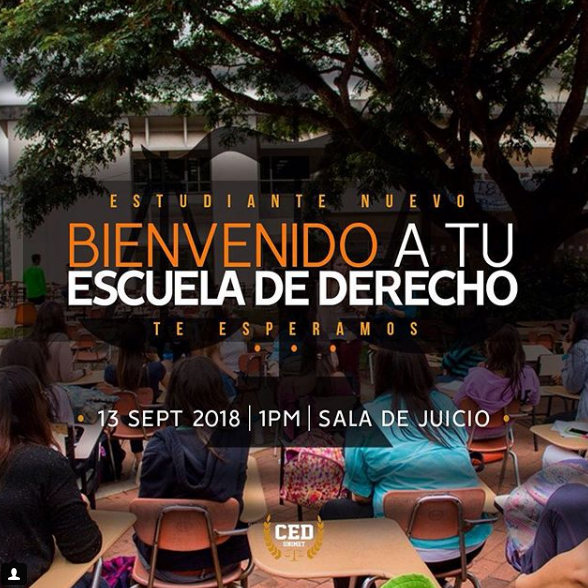 ESTUDIANTE NUEVO
BIENVENIDO A TU
ESCUELA DE DERECHO
TE ESPERAMOS
• • •
• 13 SEPT 2018 | 1PM | SALA DE JUICIO •
CED